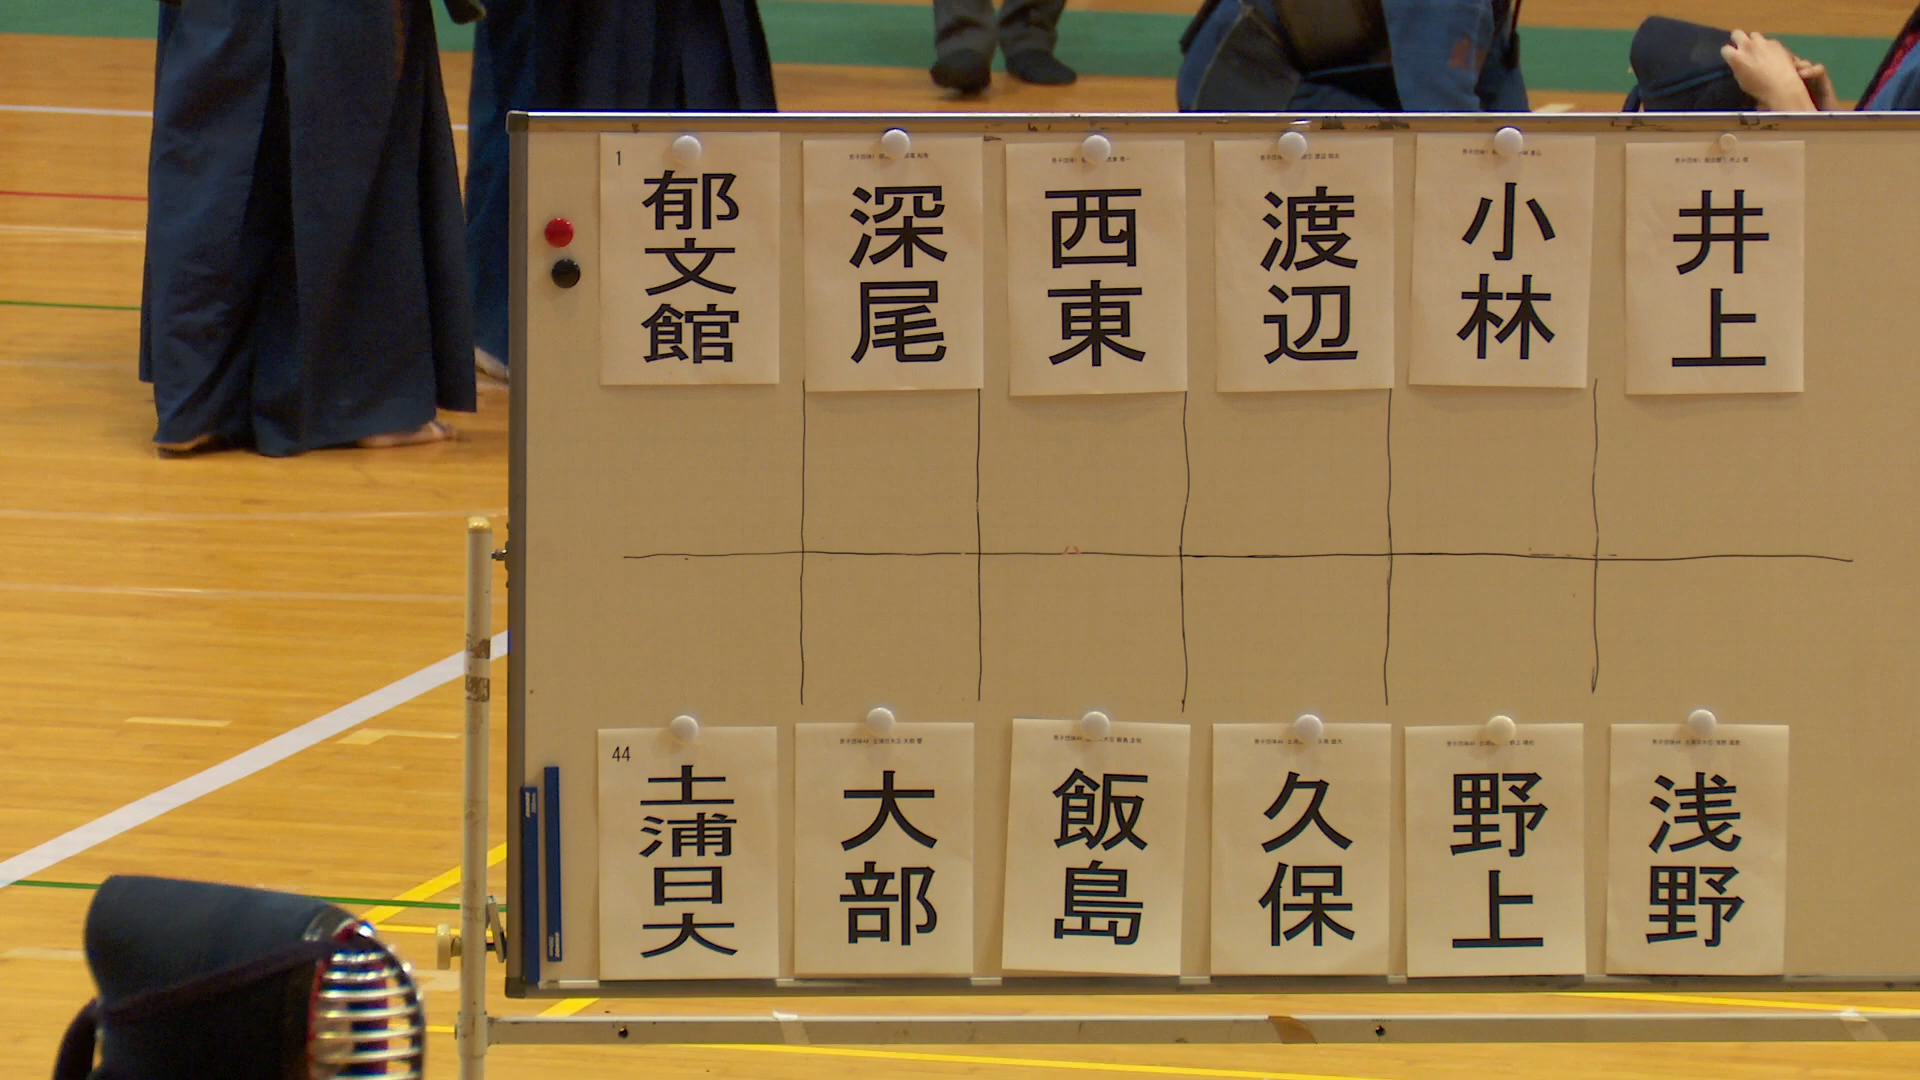 1
郁文館
深尾
西東
渡辺
小林
井上
44
土浦日大
大部
飯島
久保
野上
浅野